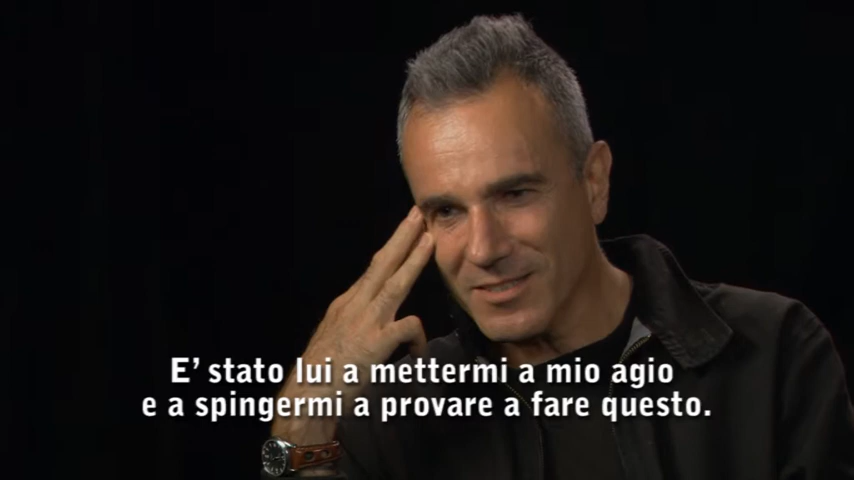 E’ stato lui a mettermi a mio agio
e a spingermi a provare a fare questo.